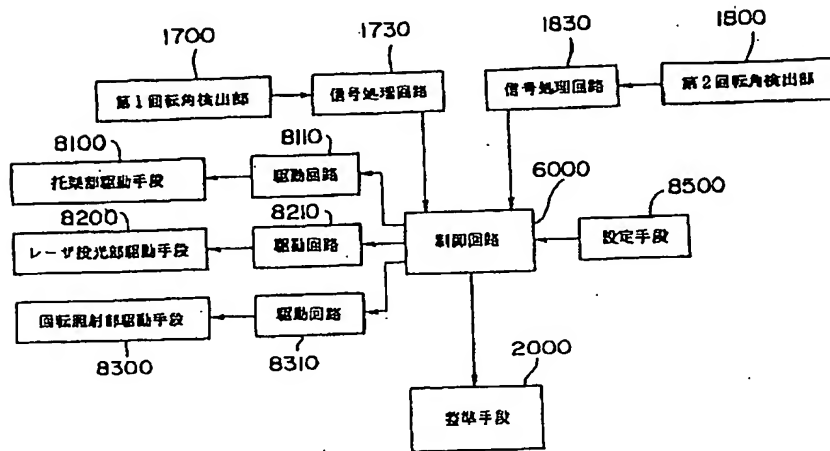 1700
1730
1830
1800
第1回転角検出部
信号処理回路
信号処理回路
第2回転角検出部
8100
8110
6000
托架部駆動手段
駆動回路
8500
8200
8210
制御回路
設定手段
レーザ投光部駆動手段
駆動回路
回転照射部駆動手段
駆動回路
8300
8310
2000
整準手段